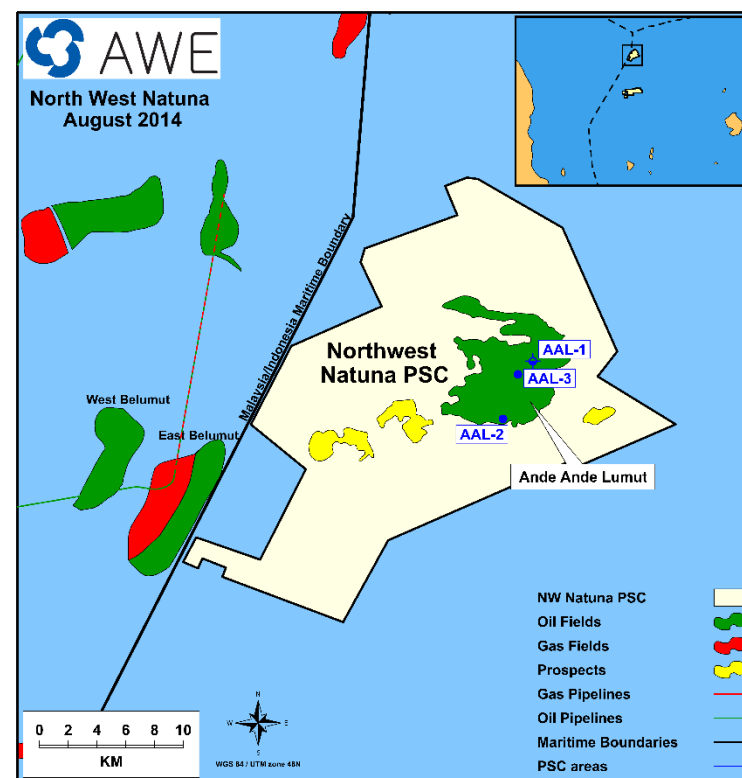 AWE
North West Natuna
August 2014
Malaysia/Indonesia Maritime Boundary
AAL-1
Northwest
Natuna PSC
AAL-3
West Belumut
East Belumut
AAL-2
Ande Ande Lumut
NW Natuna PSC
Oil Fields
Gas Fields
Prospects
Gas Pipelines
Oil Pipelines
Maritime Boundaries
PSC areas
N
W E
S
0 2 4 6 8 10
KM
WGS 84 / UTM zone 48N